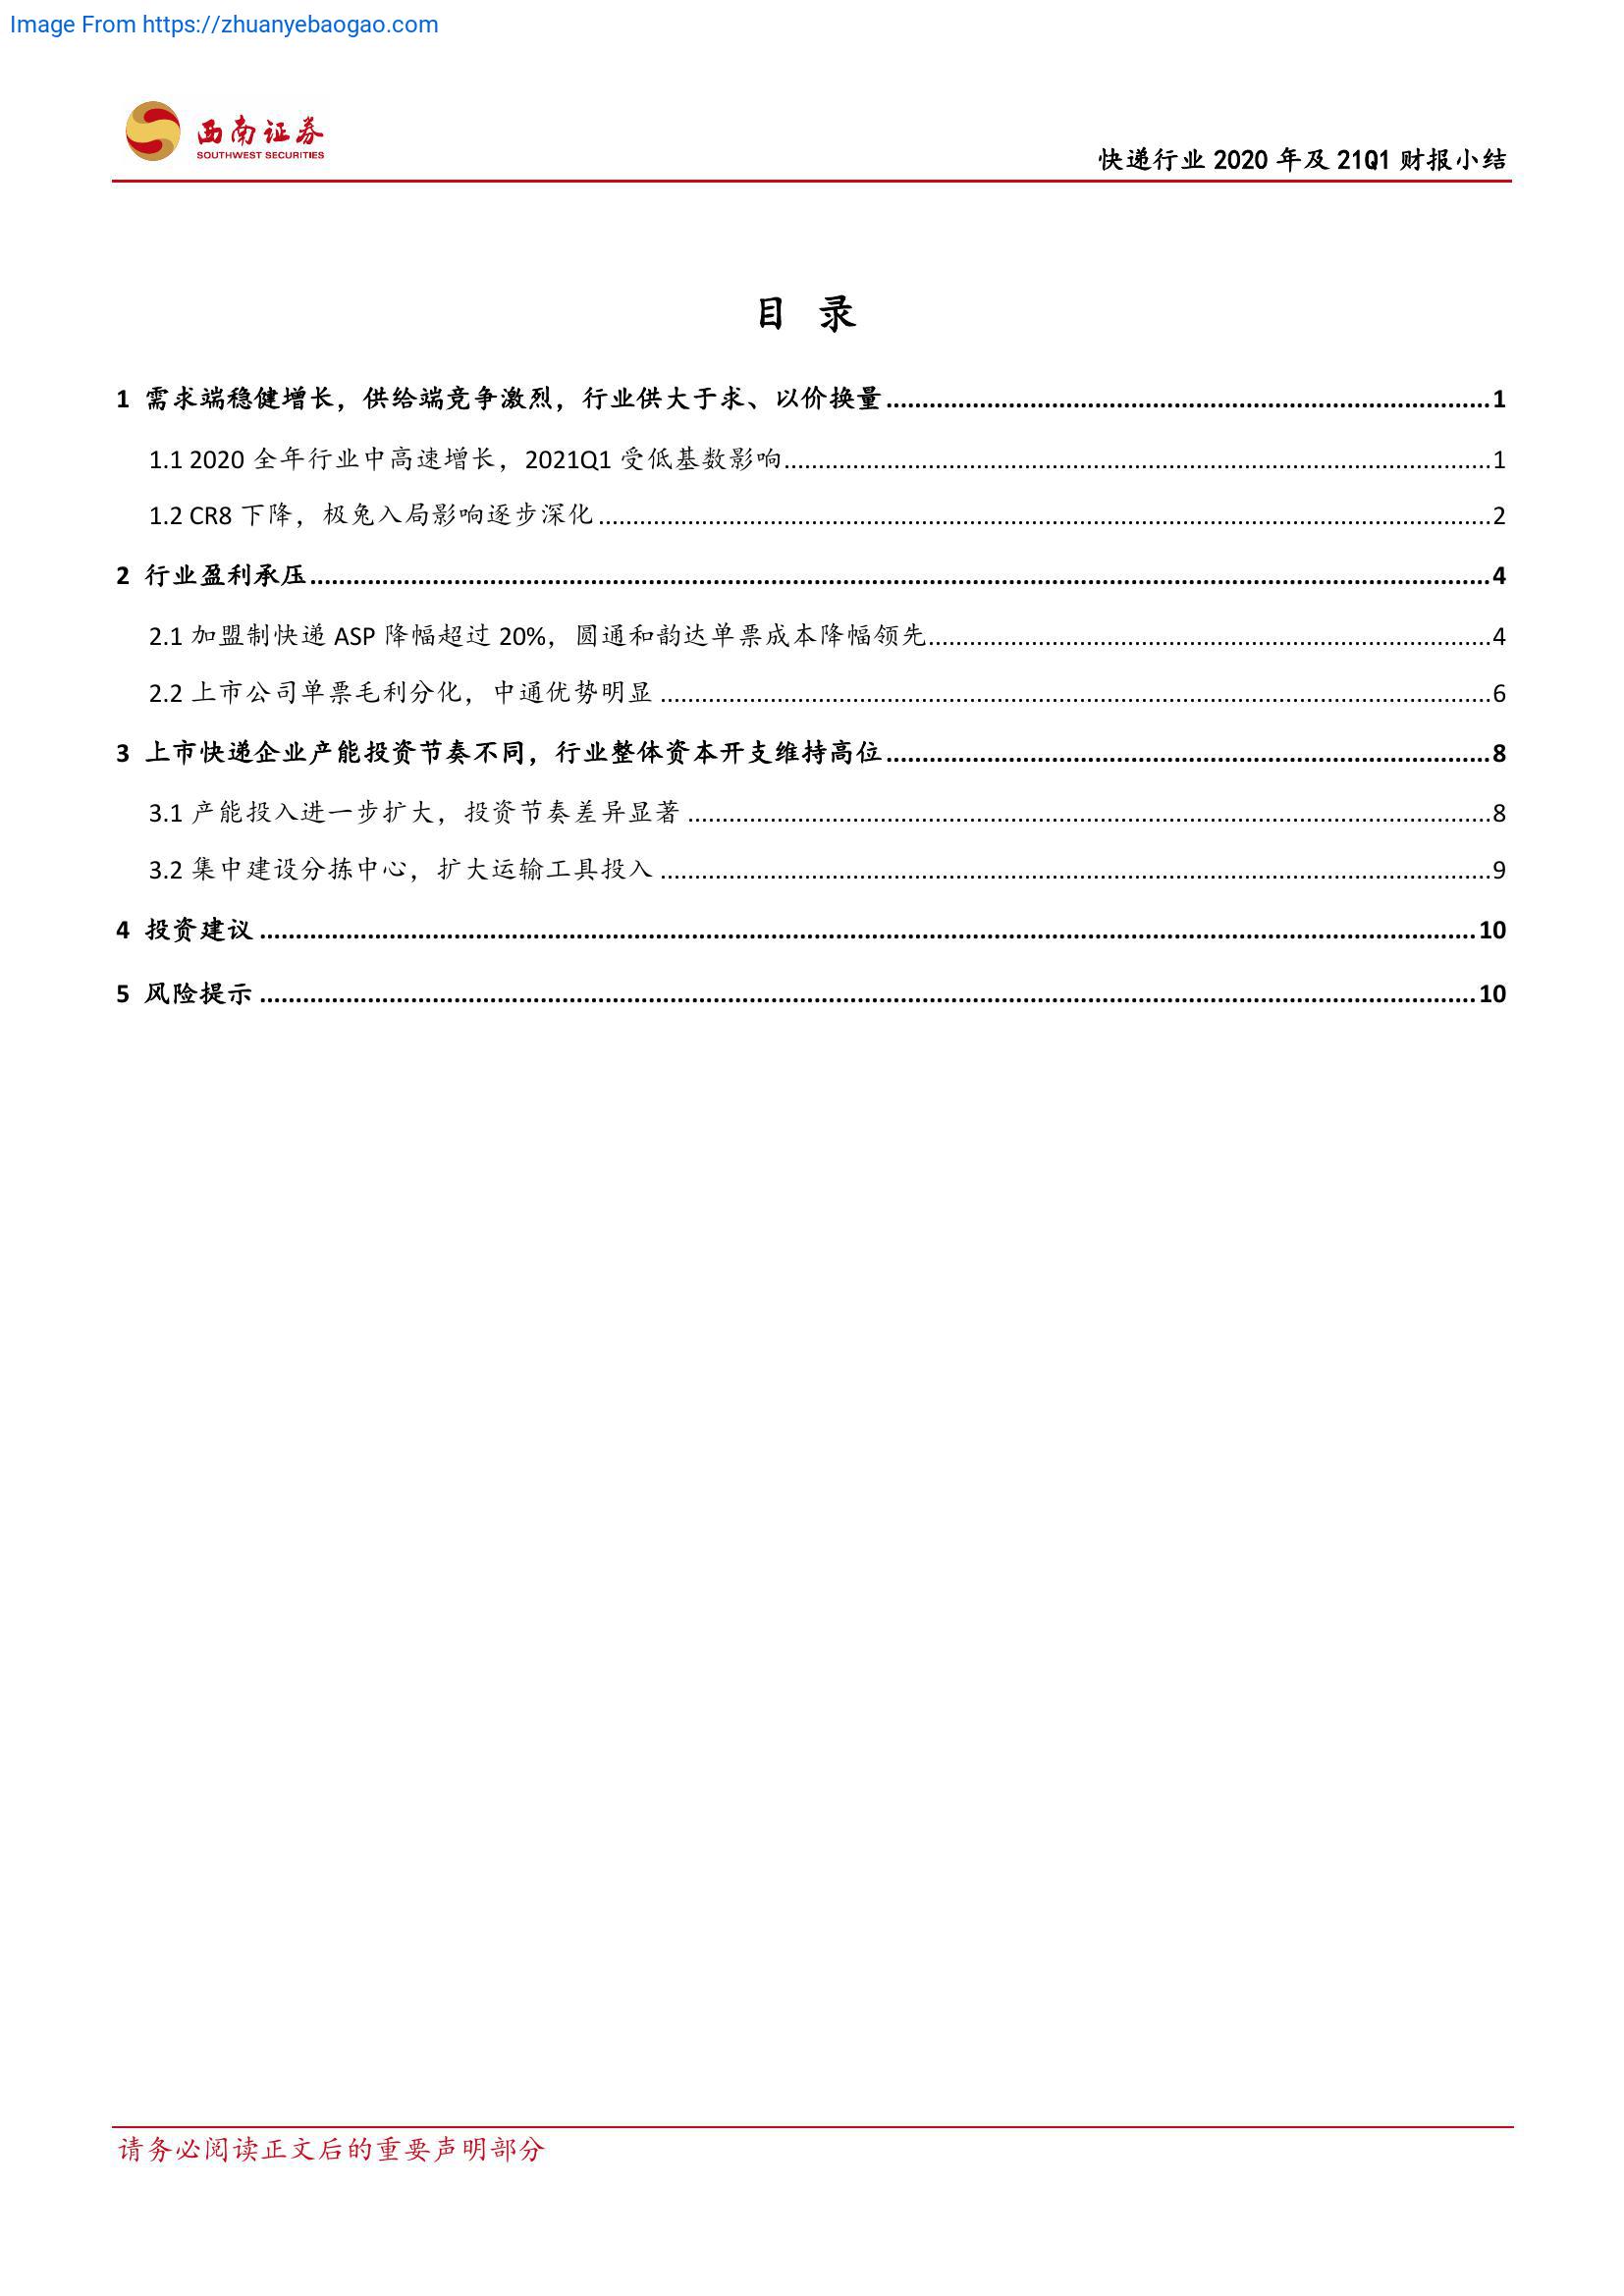 Image From https://zhuanyebaogao.com
西南证券
SOUTHWEST SECURITIES
快递行业 2020 年及 21Q1 财报小结
目 录
1 需求端稳健增长，供给端竞争激烈，行业供大于求、以价换量........................................1
1.1 2020 全年行业中高速增长，2021Q1 受低基数影响........................................1
1.2 CR8 下降，极兔入局影响逐步深化........................................2
2 行业盈利承压........................................4
2.1 加盟制快递 ASP 降幅超过 20%，圆通和韵达单票成本降幅领先........................................4
2.2 上市公司单票毛利分化，中通优势明显........................................6
3 上市快递企业产能投资节奏不同，行业整体资本开支维持高位........................................8
3.1 产能投入进一步扩大，投资节奏差异显著........................................8
3.2 集中建设分拣中心，扩大运输工具投入........................................9
4 投资建议........................................10
5 风险提示........................................10
请务必阅读正文后的重要声明部分